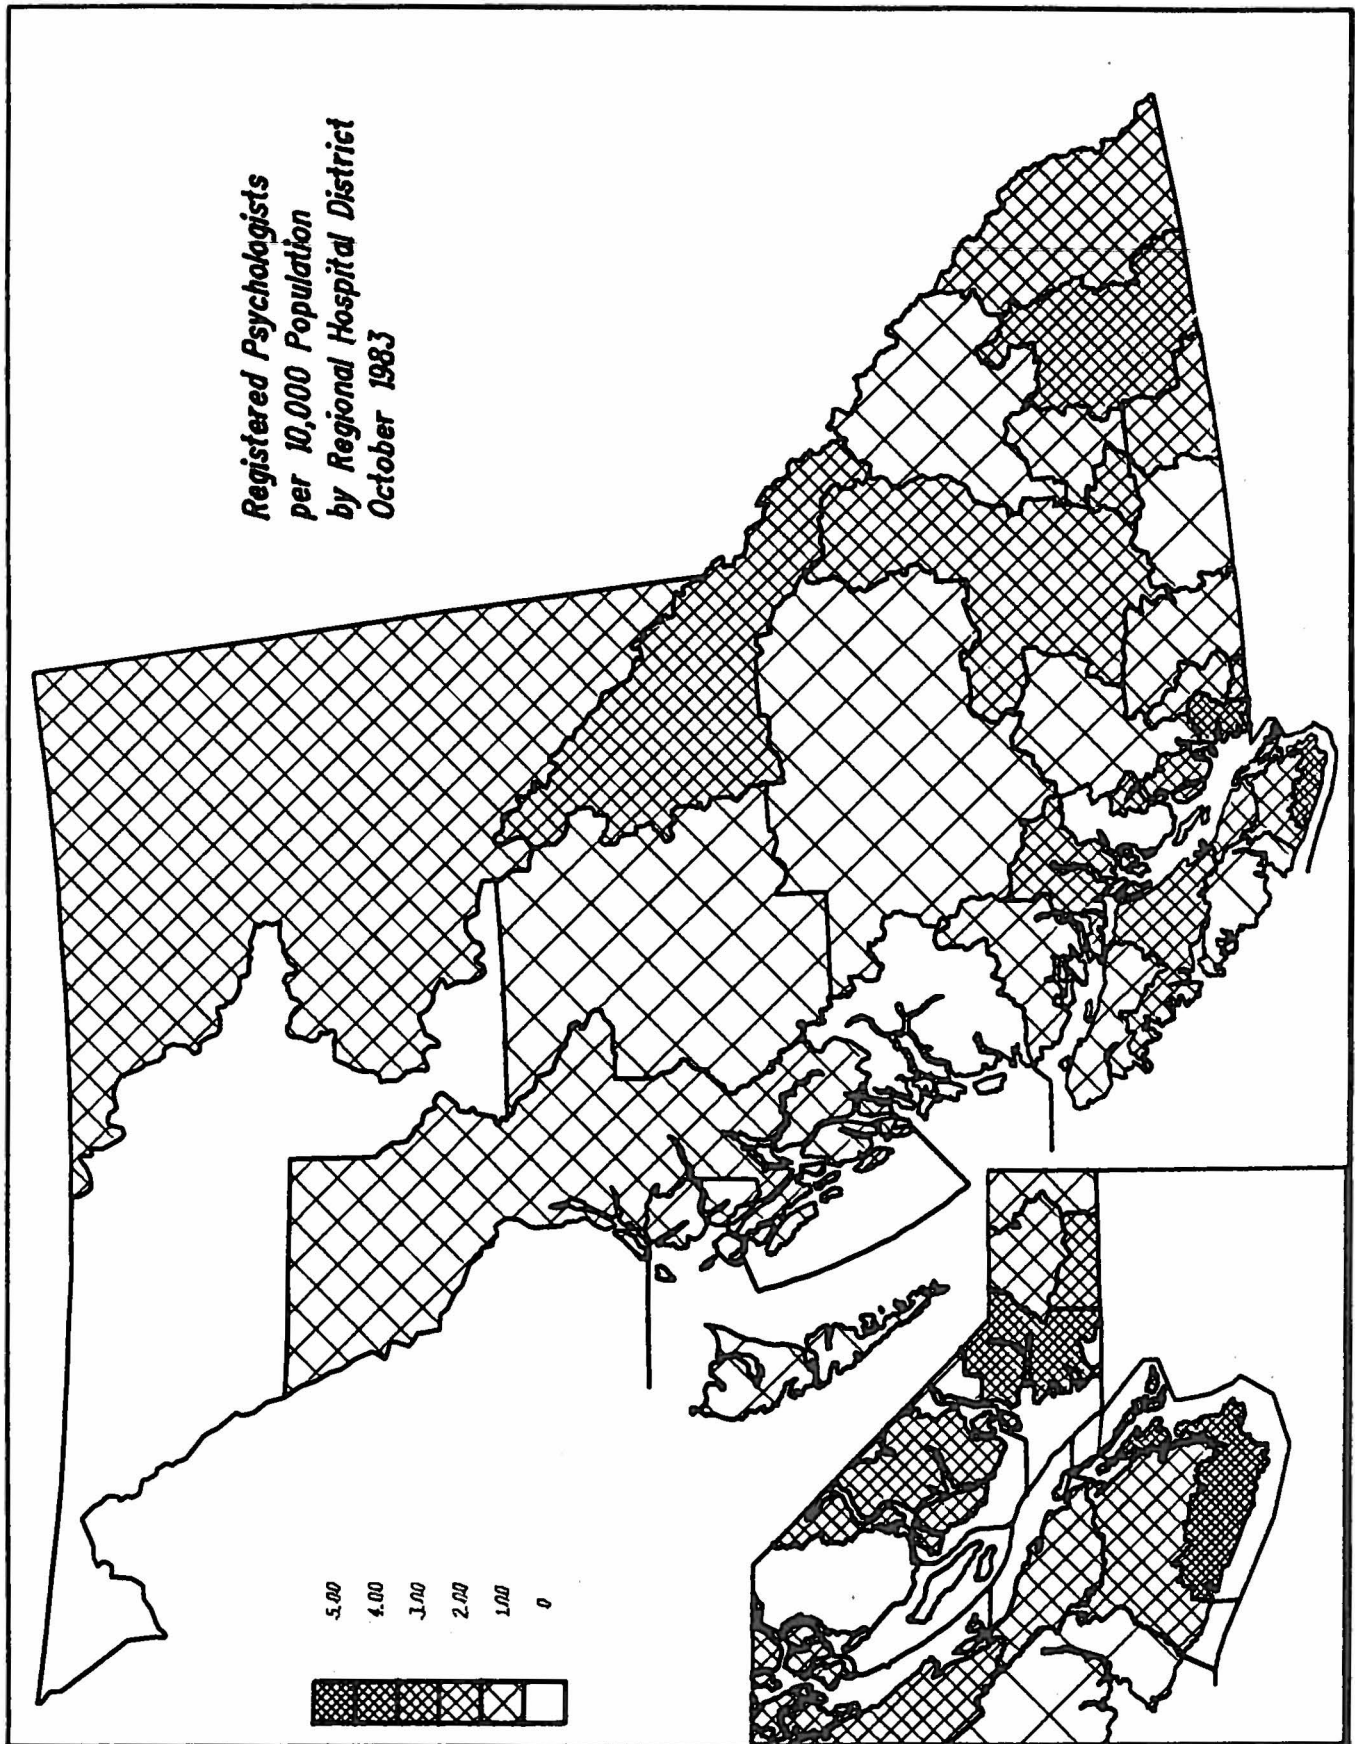 Registered Psychologists
per 10,000 Population
by Regional Hospital District
October 1983
5.00
4.00
3.00
2.00
1.00
0